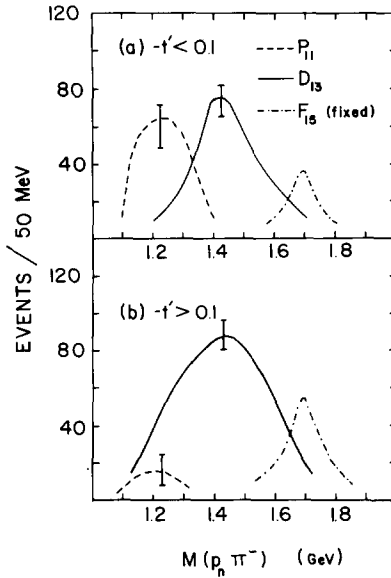 120
(a) -t' < 0.1
P11
D13
F15 (fixed)
80
40
1.2 1.4 1.6 1.8
EVENTS / 50 MeV
120
(b) -t' > 0.1
80
40
1.2 1.4 1.6 1.8
M(pn π⁻) (GeV)